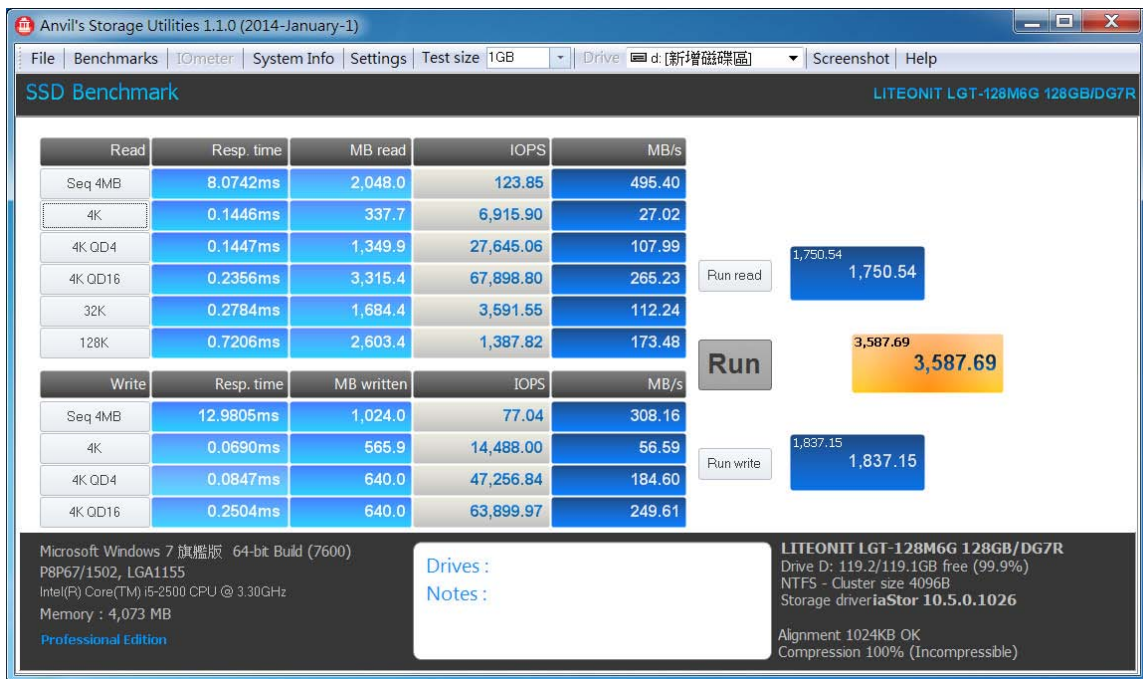 Anvil's Storage Utilities 1.1.0 (2014-January-1)
File Benchmarks IOmeter System Info Settings Test size 1GB Drive d: [新增磁碟區] Screenshot Help
SSD Benchmark LITEONIT LGT-128M6G 128GB/DG7R
Read Resp. time MB read IOPS MB/s
Seq 4MB 8.0742ms 2,048.0 123.85 495.40
4K 0.1446ms 337.7 6,915.90 27.02
4K QD4 0.1447ms 1,349.9 27,645.06 107.99
4K QD16 0.2356ms 3,315.4 67,898.80 265.23
32K 0.2784ms 1,684.4 3,591.55 112.24
128K 0.7206ms 2,603.4 1,387.82 173.48
Run read
1,750.54
1,750.54
Run
3,587.69
3,587.69
Write Resp. time MB written IOPS MB/s
Seq 4MB 12.9805ms 1,024.0 77.04 308.16
4K 0.0690ms 565.9 14,488.00 56.59
4K QD4 0.0847ms 640.0 47,256.84 184.60
4K QD16 0.2504ms 640.0 63,899.97 249.61
Run write
1,837.15
1,837.15
Microsoft Windows 7 旗艦版 64-bit Build (7600)
P8P67/1502, LGA1155
Intel(R) Core(TM) i5-2500 CPU @ 3.30GHz
Memory : 4,073 MB
Professional Edition
Drives :
Notes :
LITEONIT LGT-128M6G 128GB/DG7R
Drive D: 119.2/119.1GB free (99.9%)
NTFS - Cluster size 4096B
Storage driveriaStor 10.5.0.1026
Alignment 1024KB OK
Compression 100% (Incompressible)